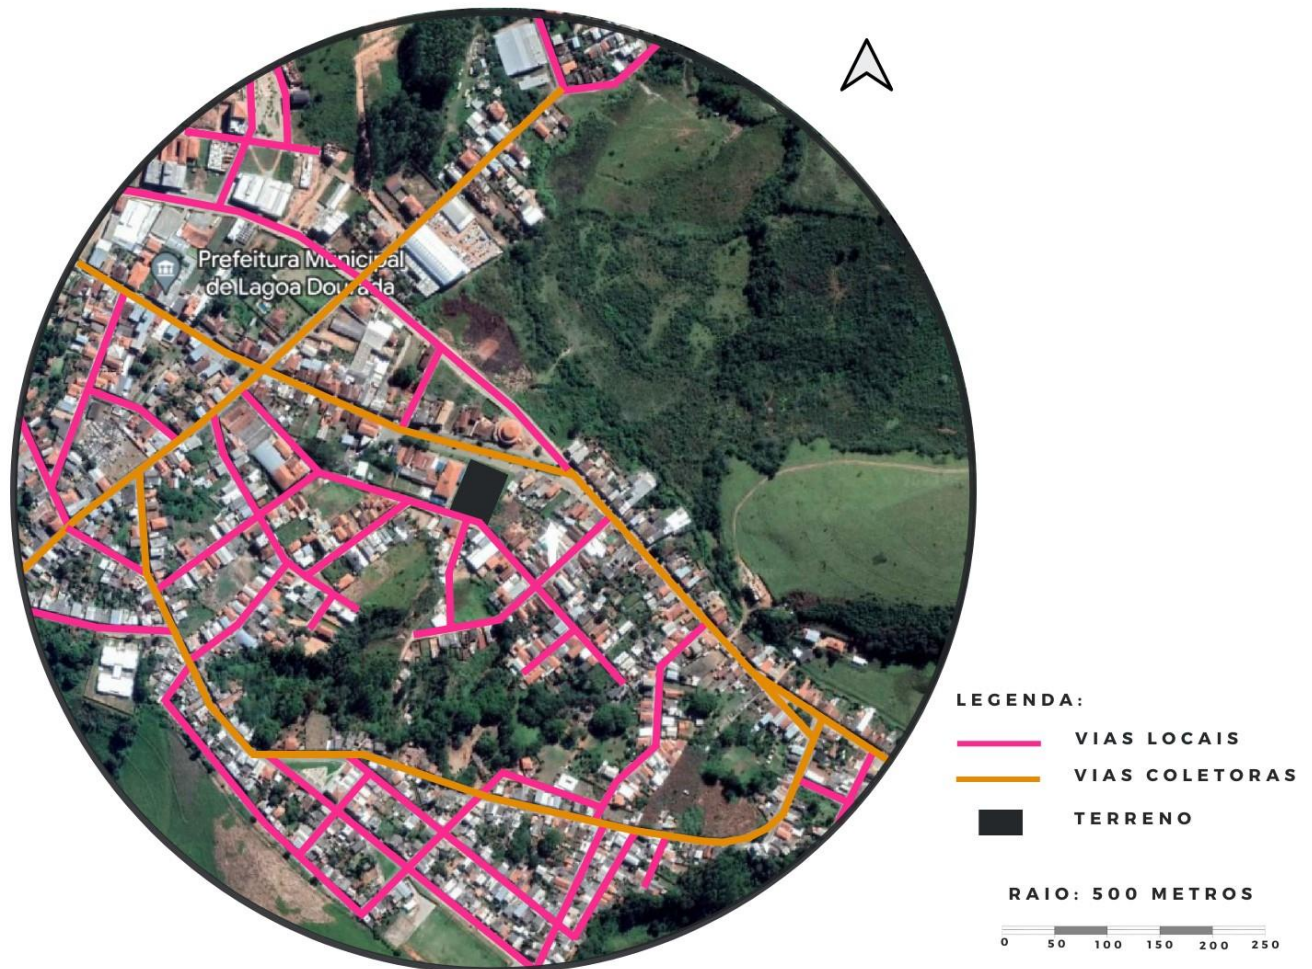 Prefeitura Municipal
de Lagoa Dourada
LEGENDA:
VIAS LOCAIS
VIAS COLETORAS
TERRENO
RAIO: 500 METROS
0 50 100 150 200 250